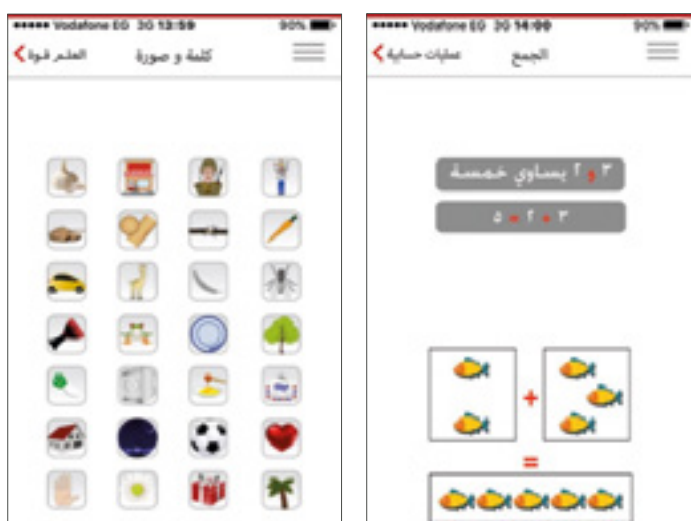 Vodafone EG 3G 13:59 90%
العلم قوة
كلمة و صورة
Vodafone EG 3G 14:00 90%
عمليات حسابية
الجمع
٣ و ٢ يساوي خمسة
٣ + ٢ = ٥
+
=